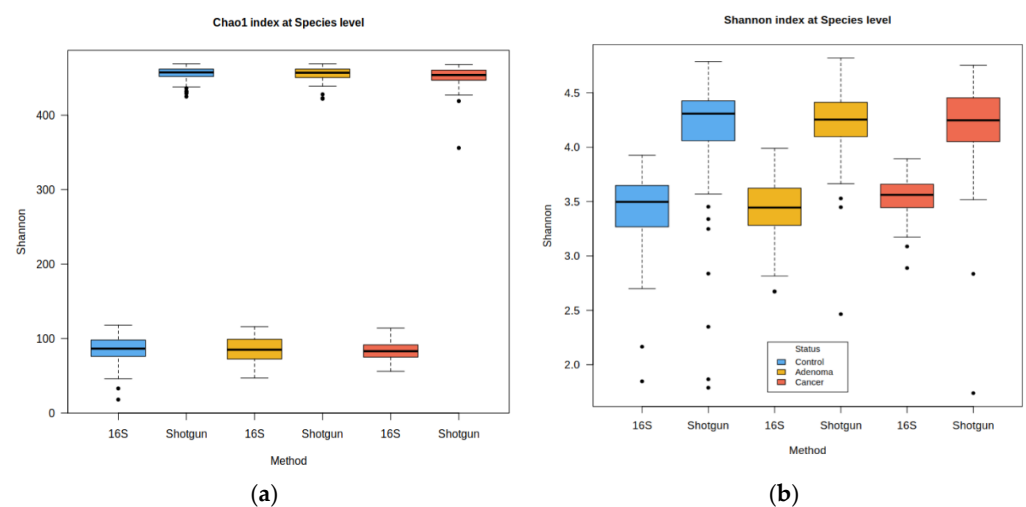 Chao1 index at Species level
Shannon
400
300
200
100
0
16S Shotgun 16S Shotgun 16S Shotgun
Method
(a)
Shannon index at Species level
Shannon
4.5
4.0
3.5
3.0
2.5
2.0
Status
Control
Adenoma
Cancer
16S Shotgun 16S Shotgun 16S Shotgun
Method
(b)